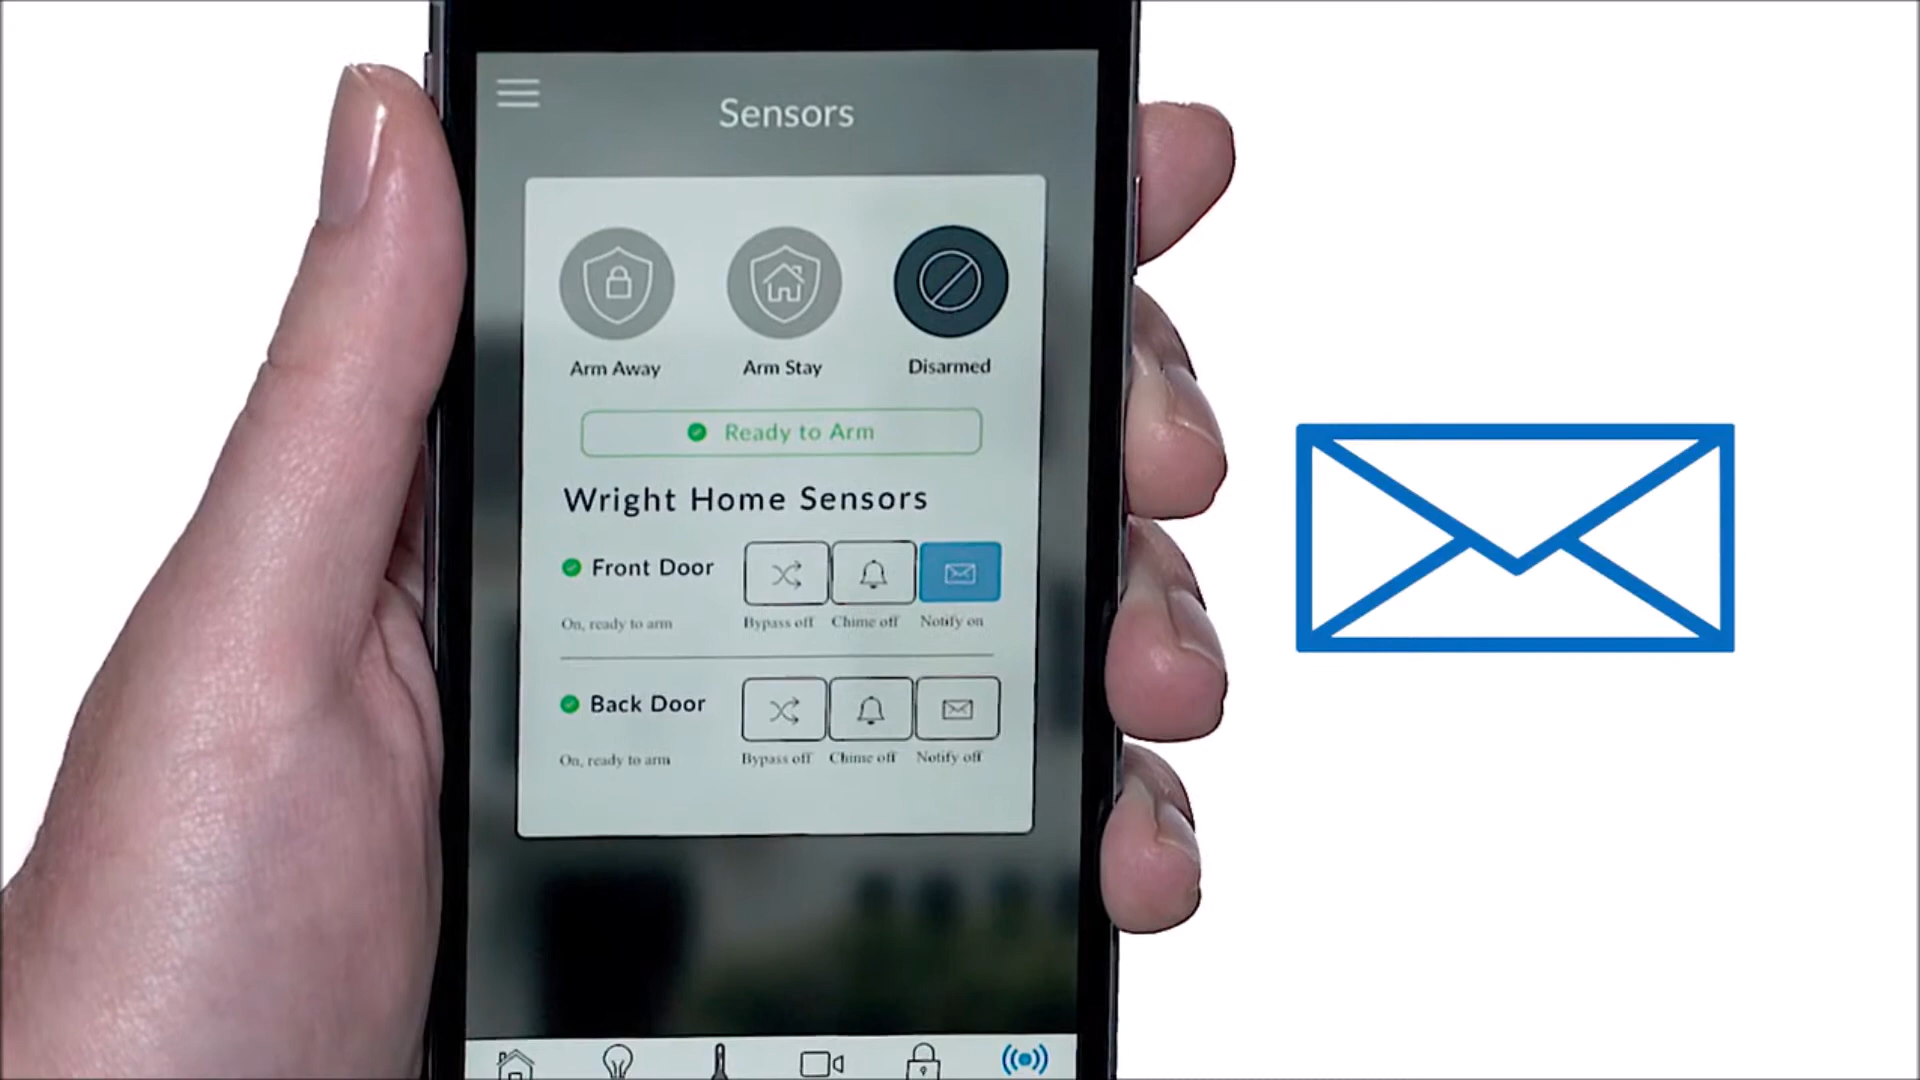 Sensors
Arm Away Arm Stay Disarmed
Ready to Arm
Wright Home Sensors
Front Door
On, ready to arm Bypass off Chime off Notify on
Back Door
On, ready to arm Bypass off Chime off Notify off